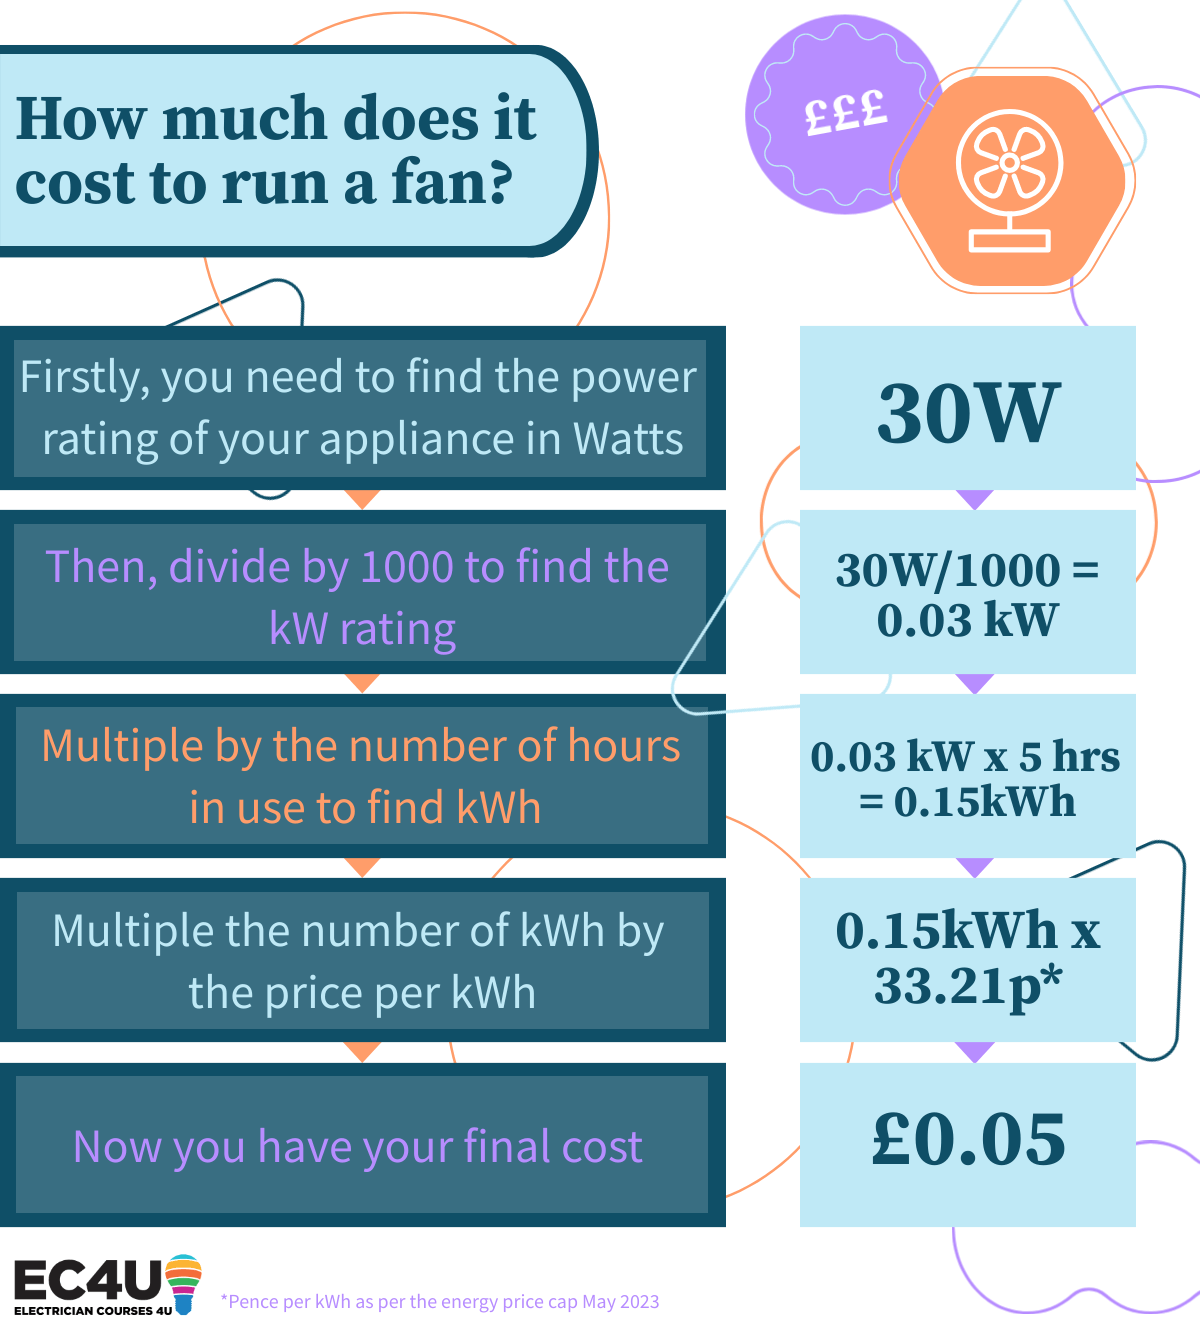 How much does it
cost to run a fan?
£££
Firstly, you need to find the power
rating of your appliance in Watts
30W
Then, divide by 1000 to find the
kW rating
30W/1000 =
0.03 kW
Multiple by the number of hours
in use to find kWh
0.03 kW x 5 hrs
= 0.15kWh
Multiple the number of kWh by
the price per kWh
0.15kWh x
33.21p*
Now you have your final cost
£0.05
EC4U
ELECTRICIAN COURSES 4U
*Pence per kWh as per the energy price cap May 2023